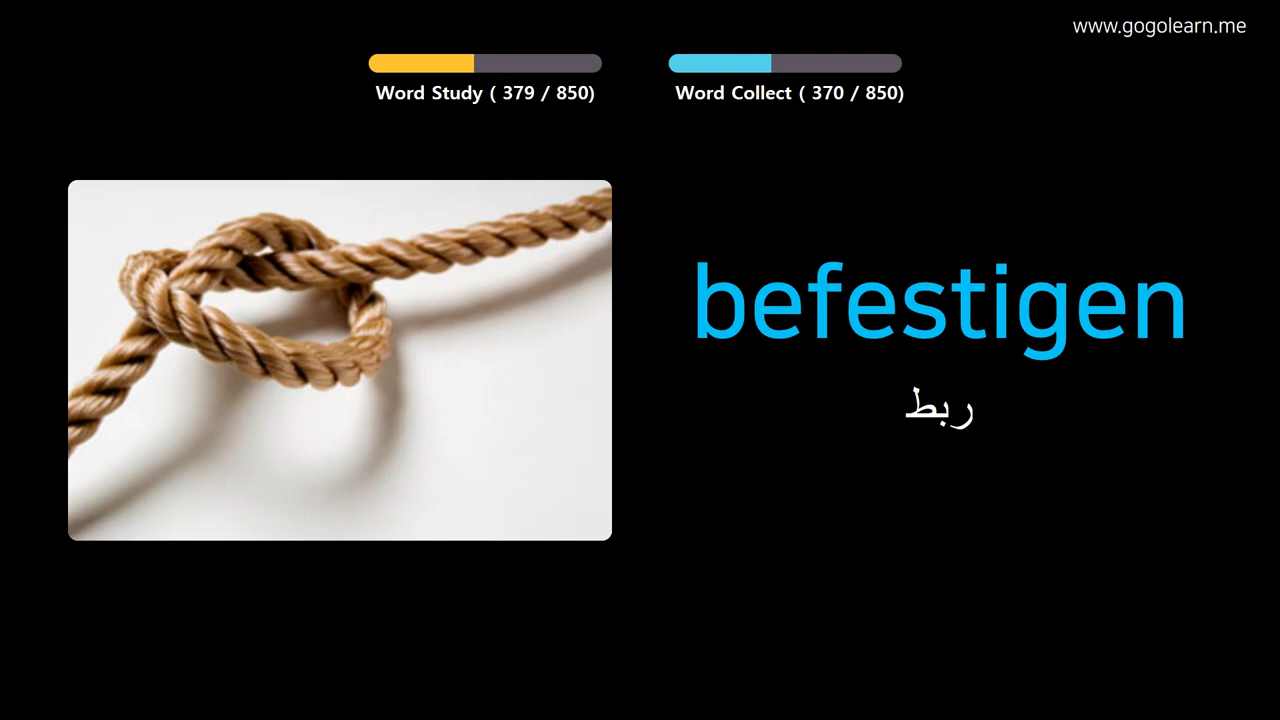 www.gogolearn.me
Word Study ( 379 / 850)
Word Collect ( 370 / 850)
befestigen
ربط